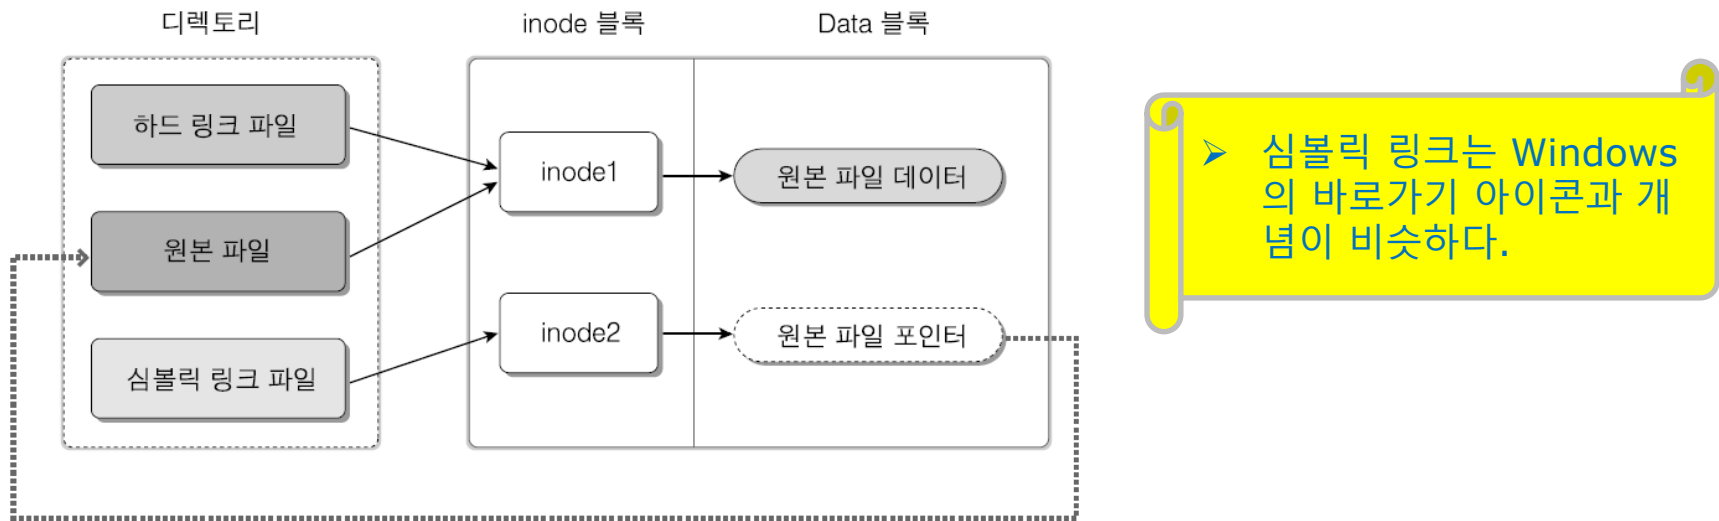 디렉토리
inode 블록
Data 블록
하드 링크 파일
원본 파일
심볼릭 링크 파일
inode1
원본 파일 데이터
inode2
원본 파일 포인터
➢ 심볼릭 링크는 Windows
의 바로가기 아이콘과 개
념이 비슷하다.